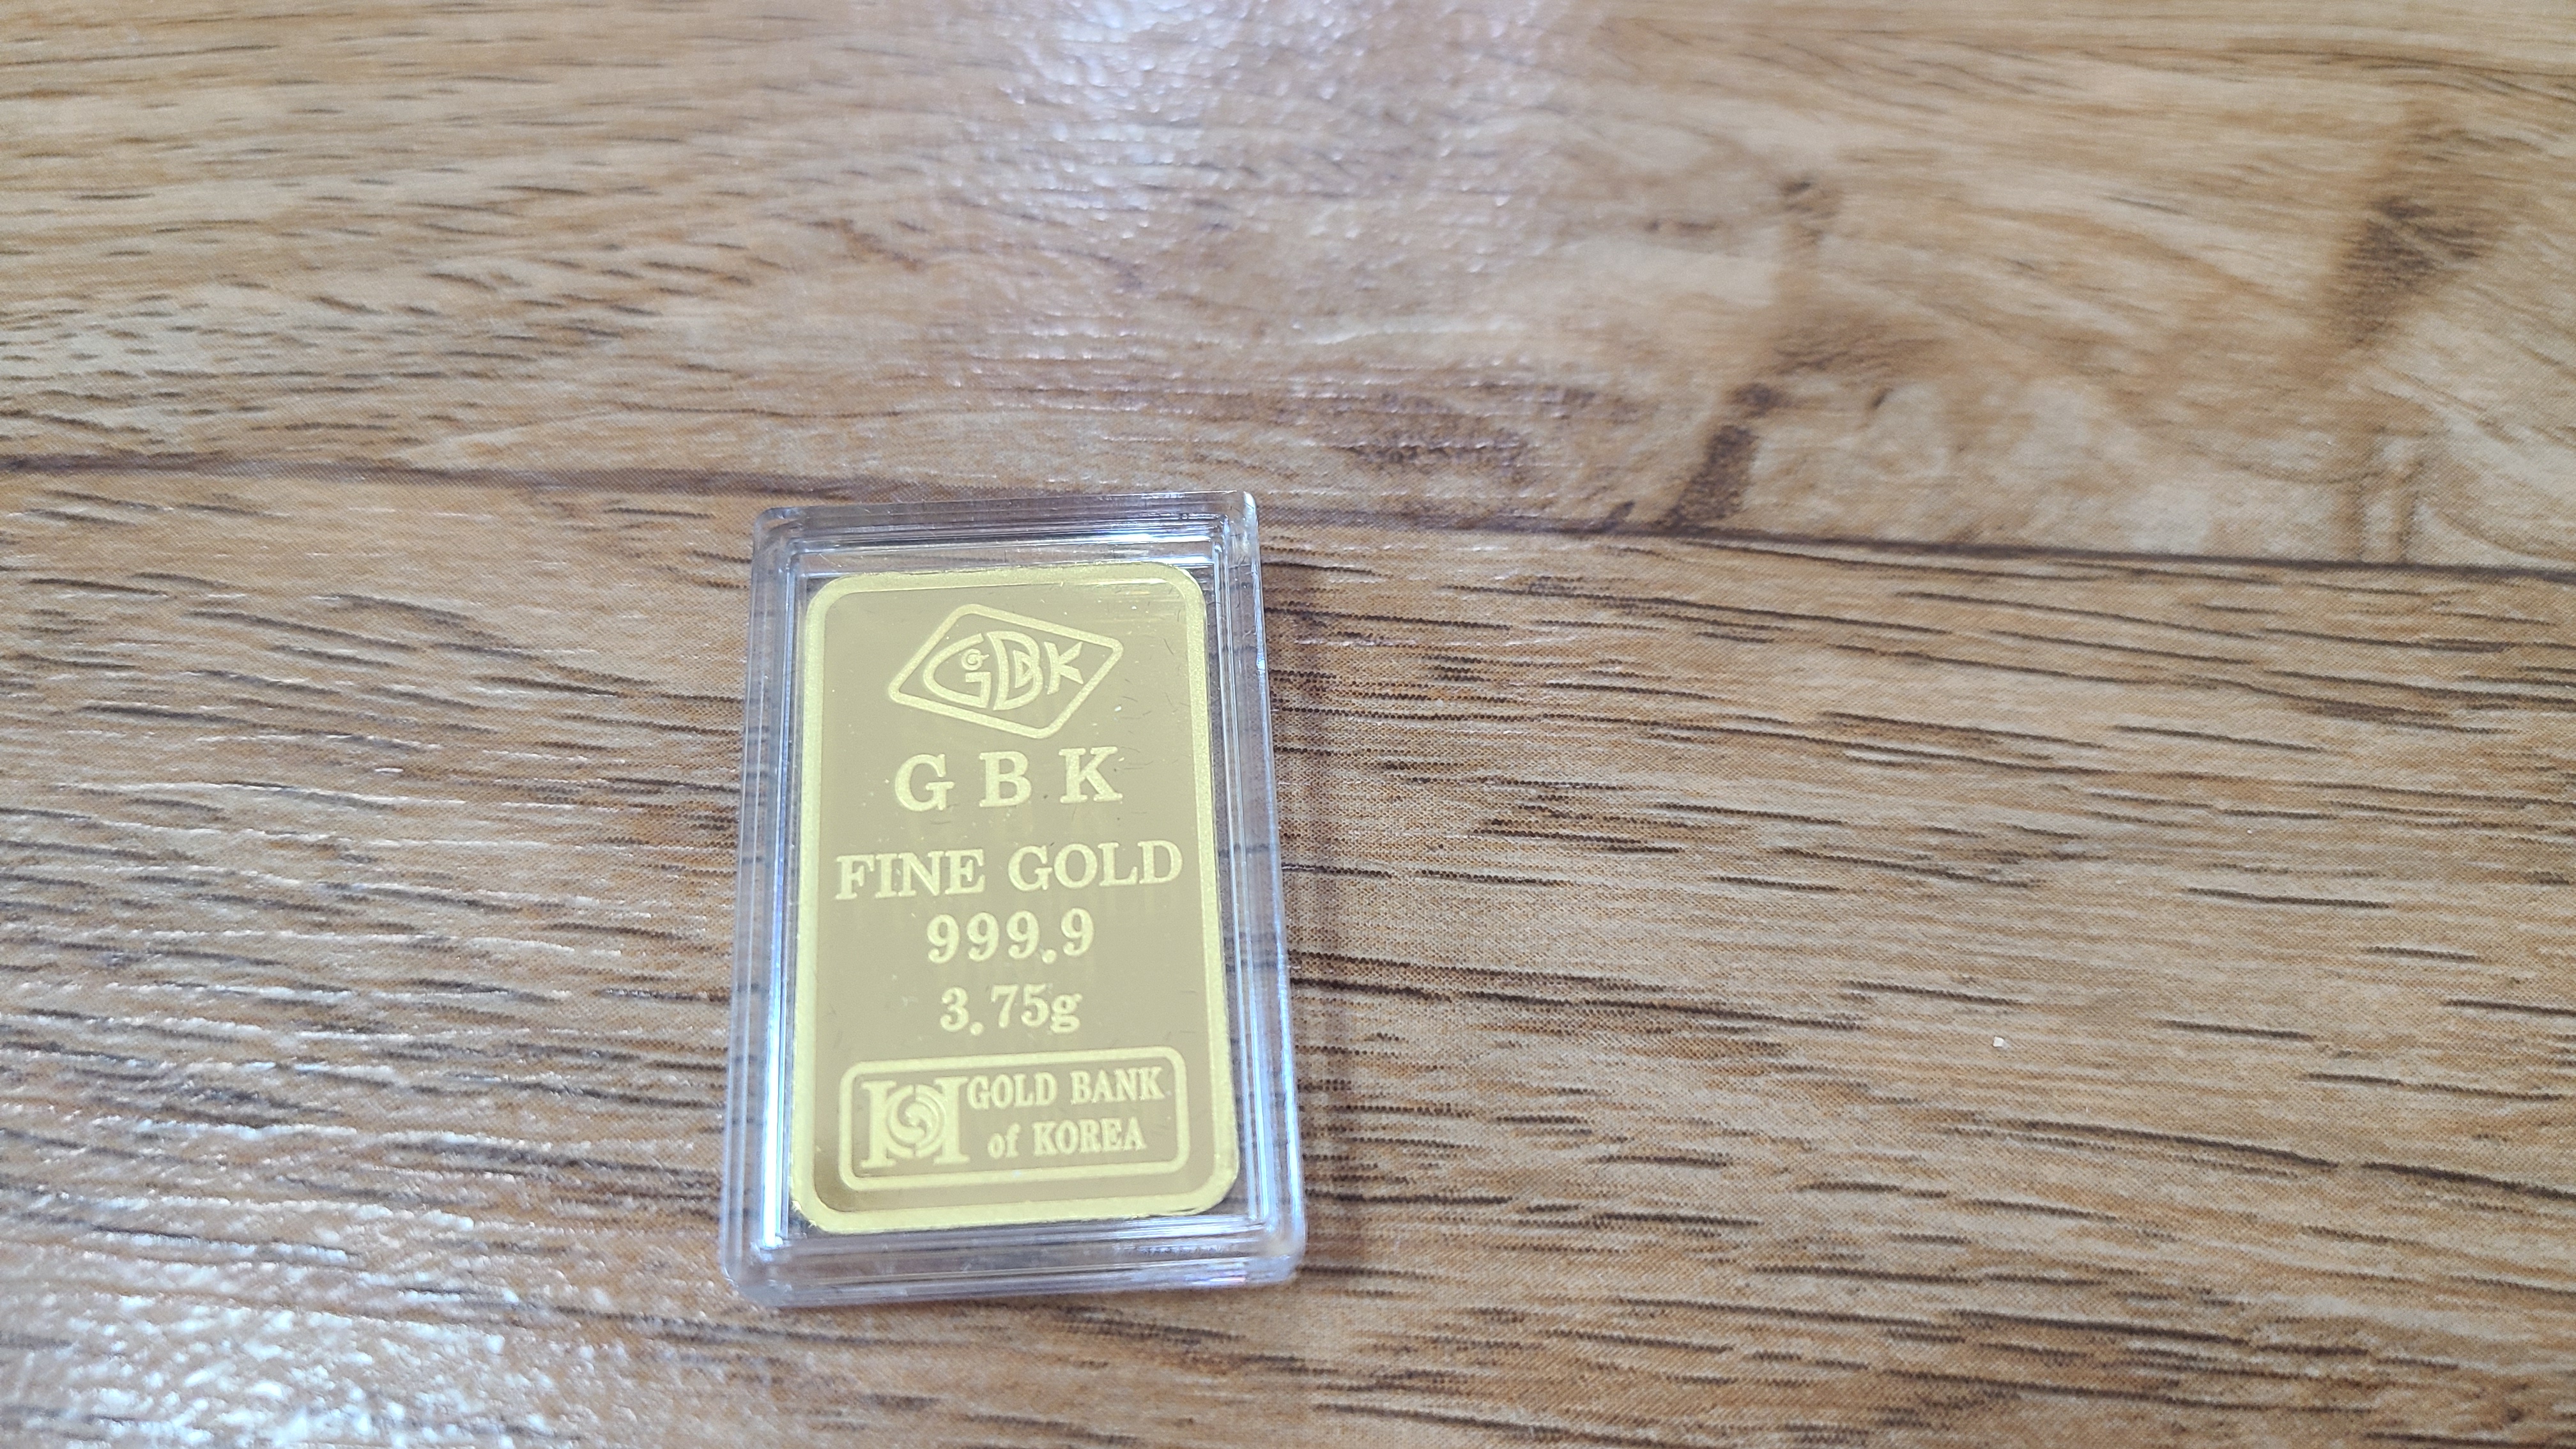 GBK
G B K
FINE GOLD
999.9
3.75g
GOLD BANK
of KOREA